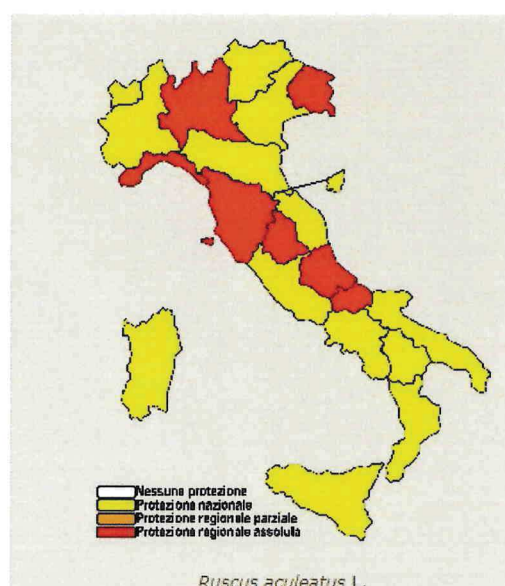 Nessuna protezione
Protezione nazionale
Protezione regionale parziale
Protezione regionale assoluta
Ruscus aculeatus L.